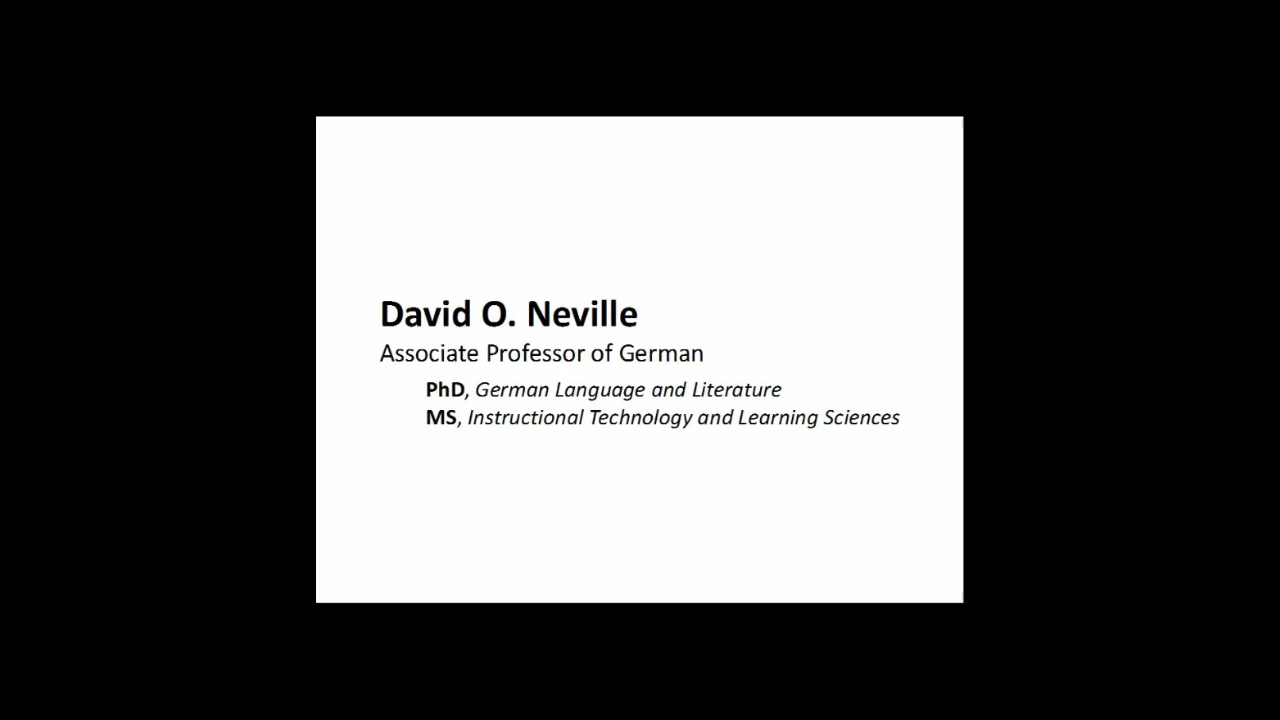 David O. Neville
Associate Professor of German
PhD, German Language and Literature
MS, Instructional Technology and Learning Sciences